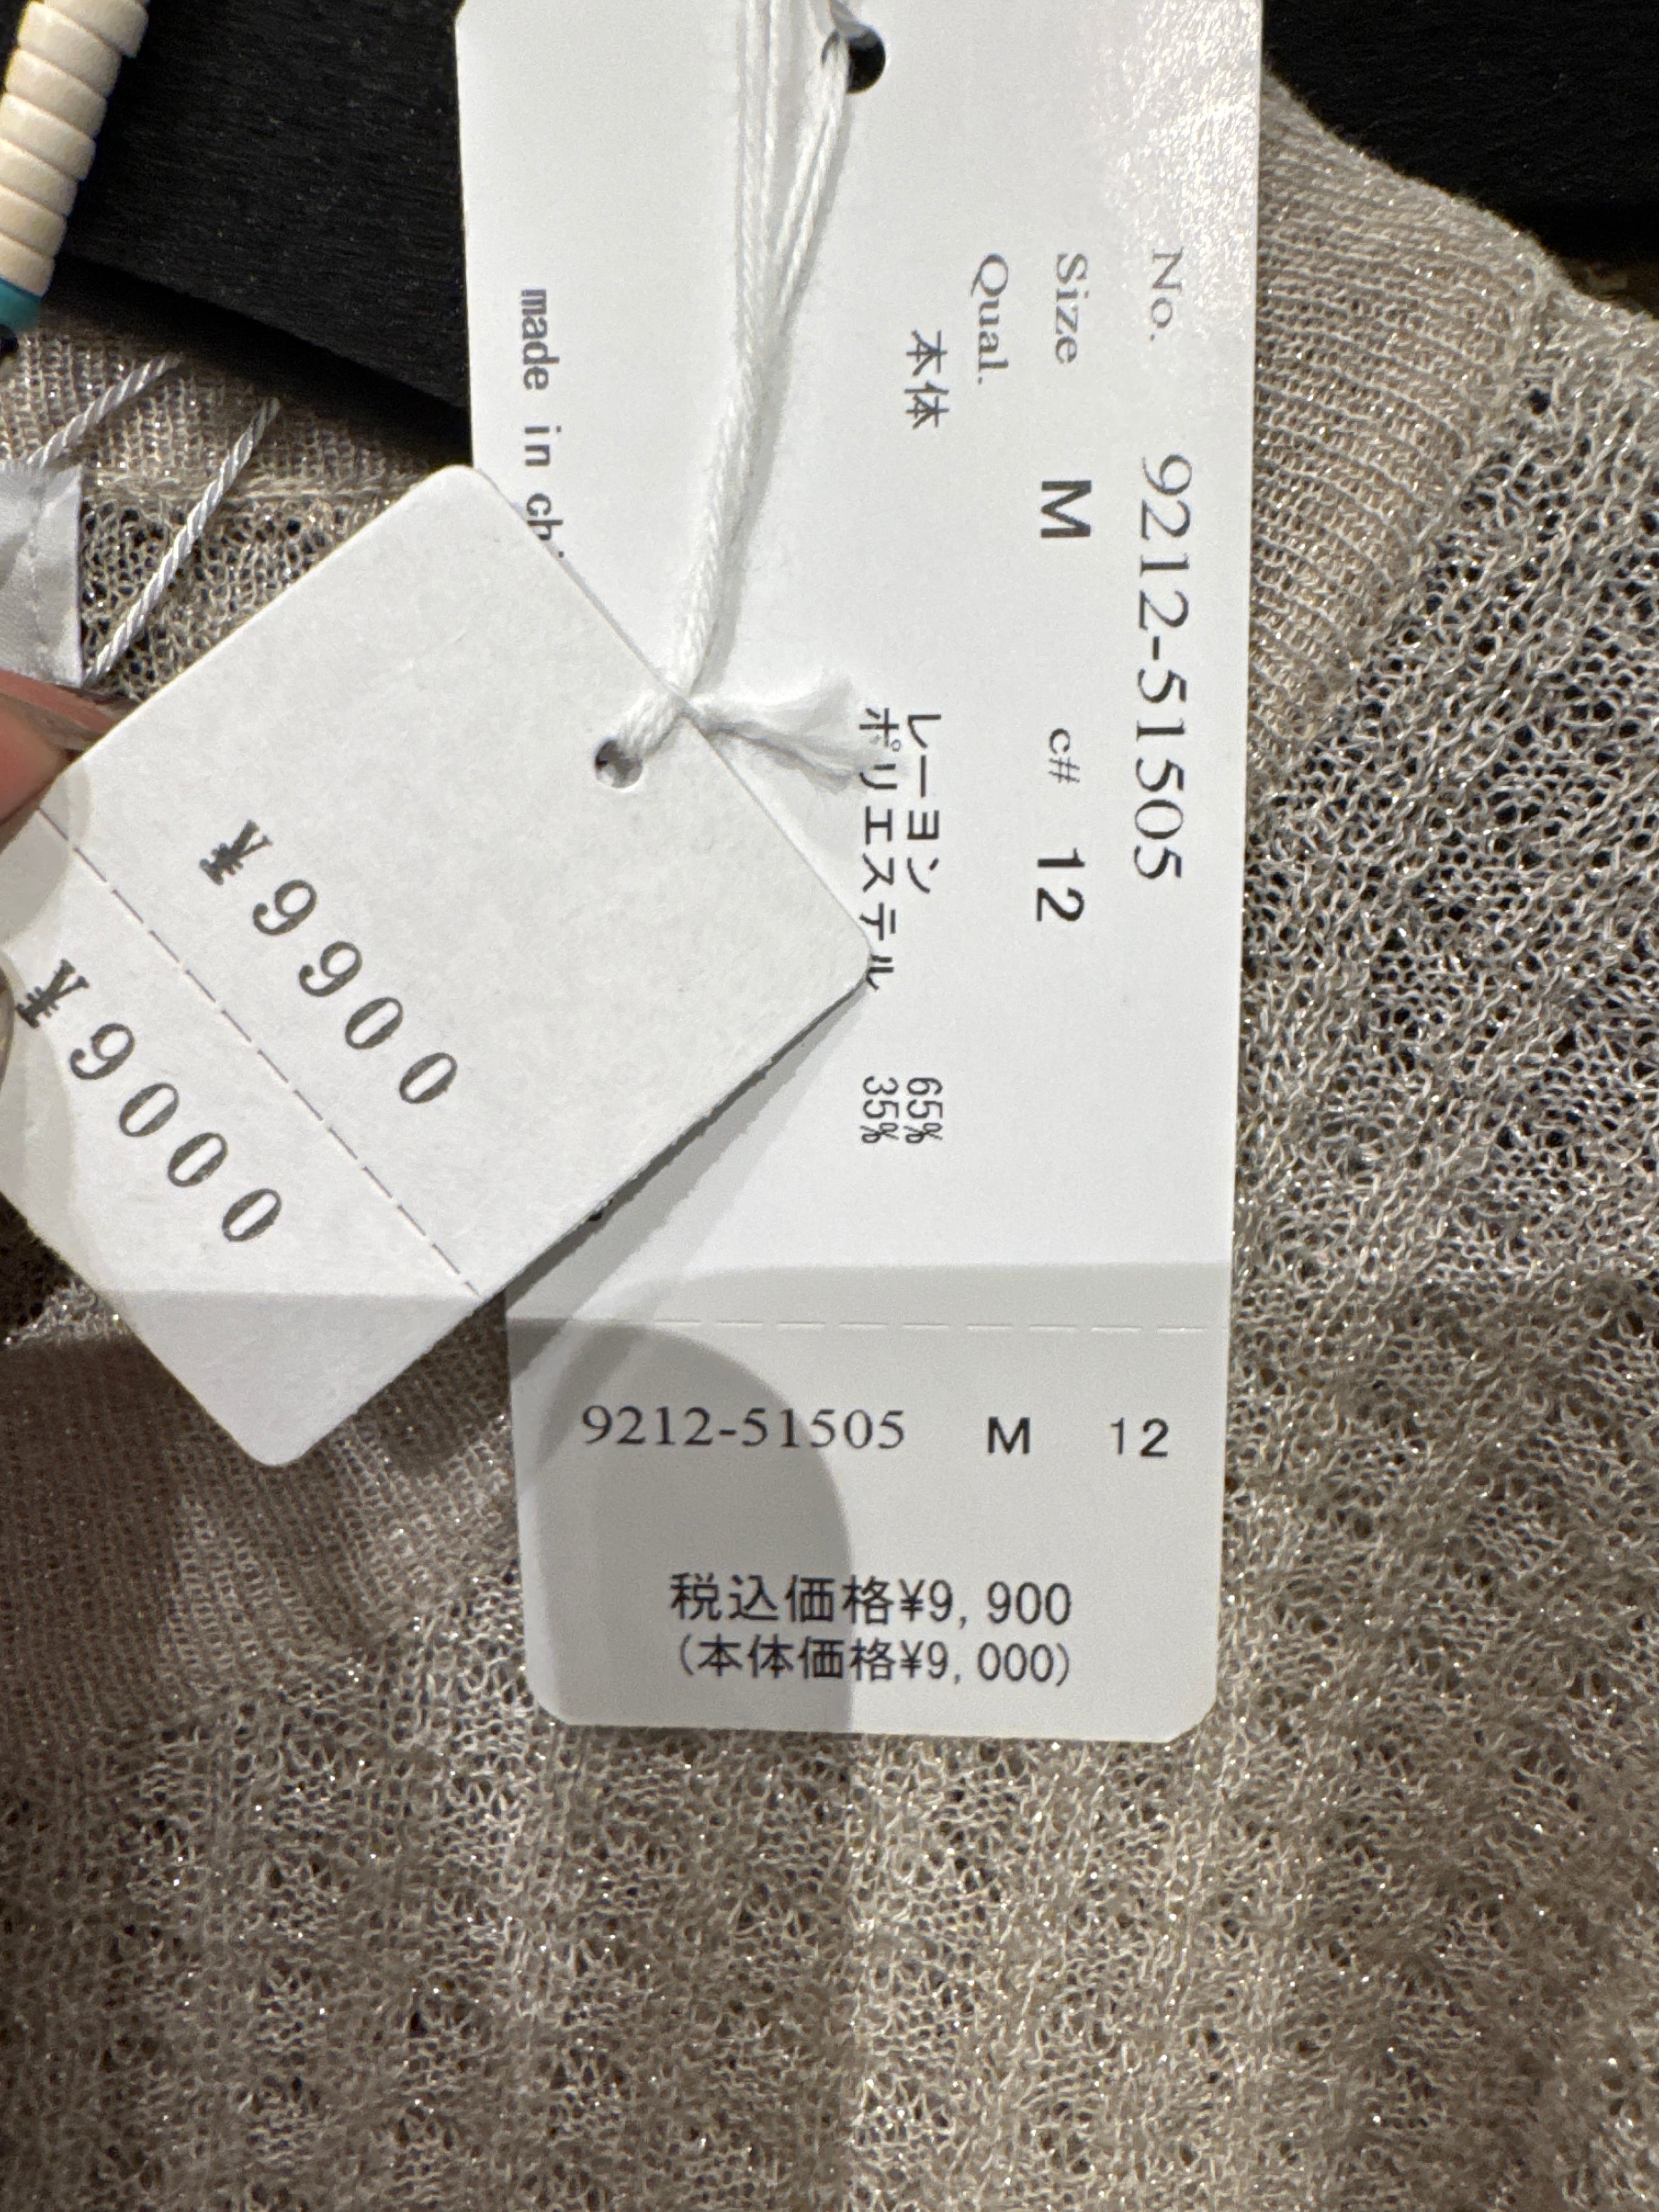 No. 9212-51505
Size M c# 12
Qual.
本体 レーヨン 65%
ポリエステル 35%
made in
9212-51505 M 12
税込価格¥9,900
(本体価格¥9,000)
¥9900
¥9000